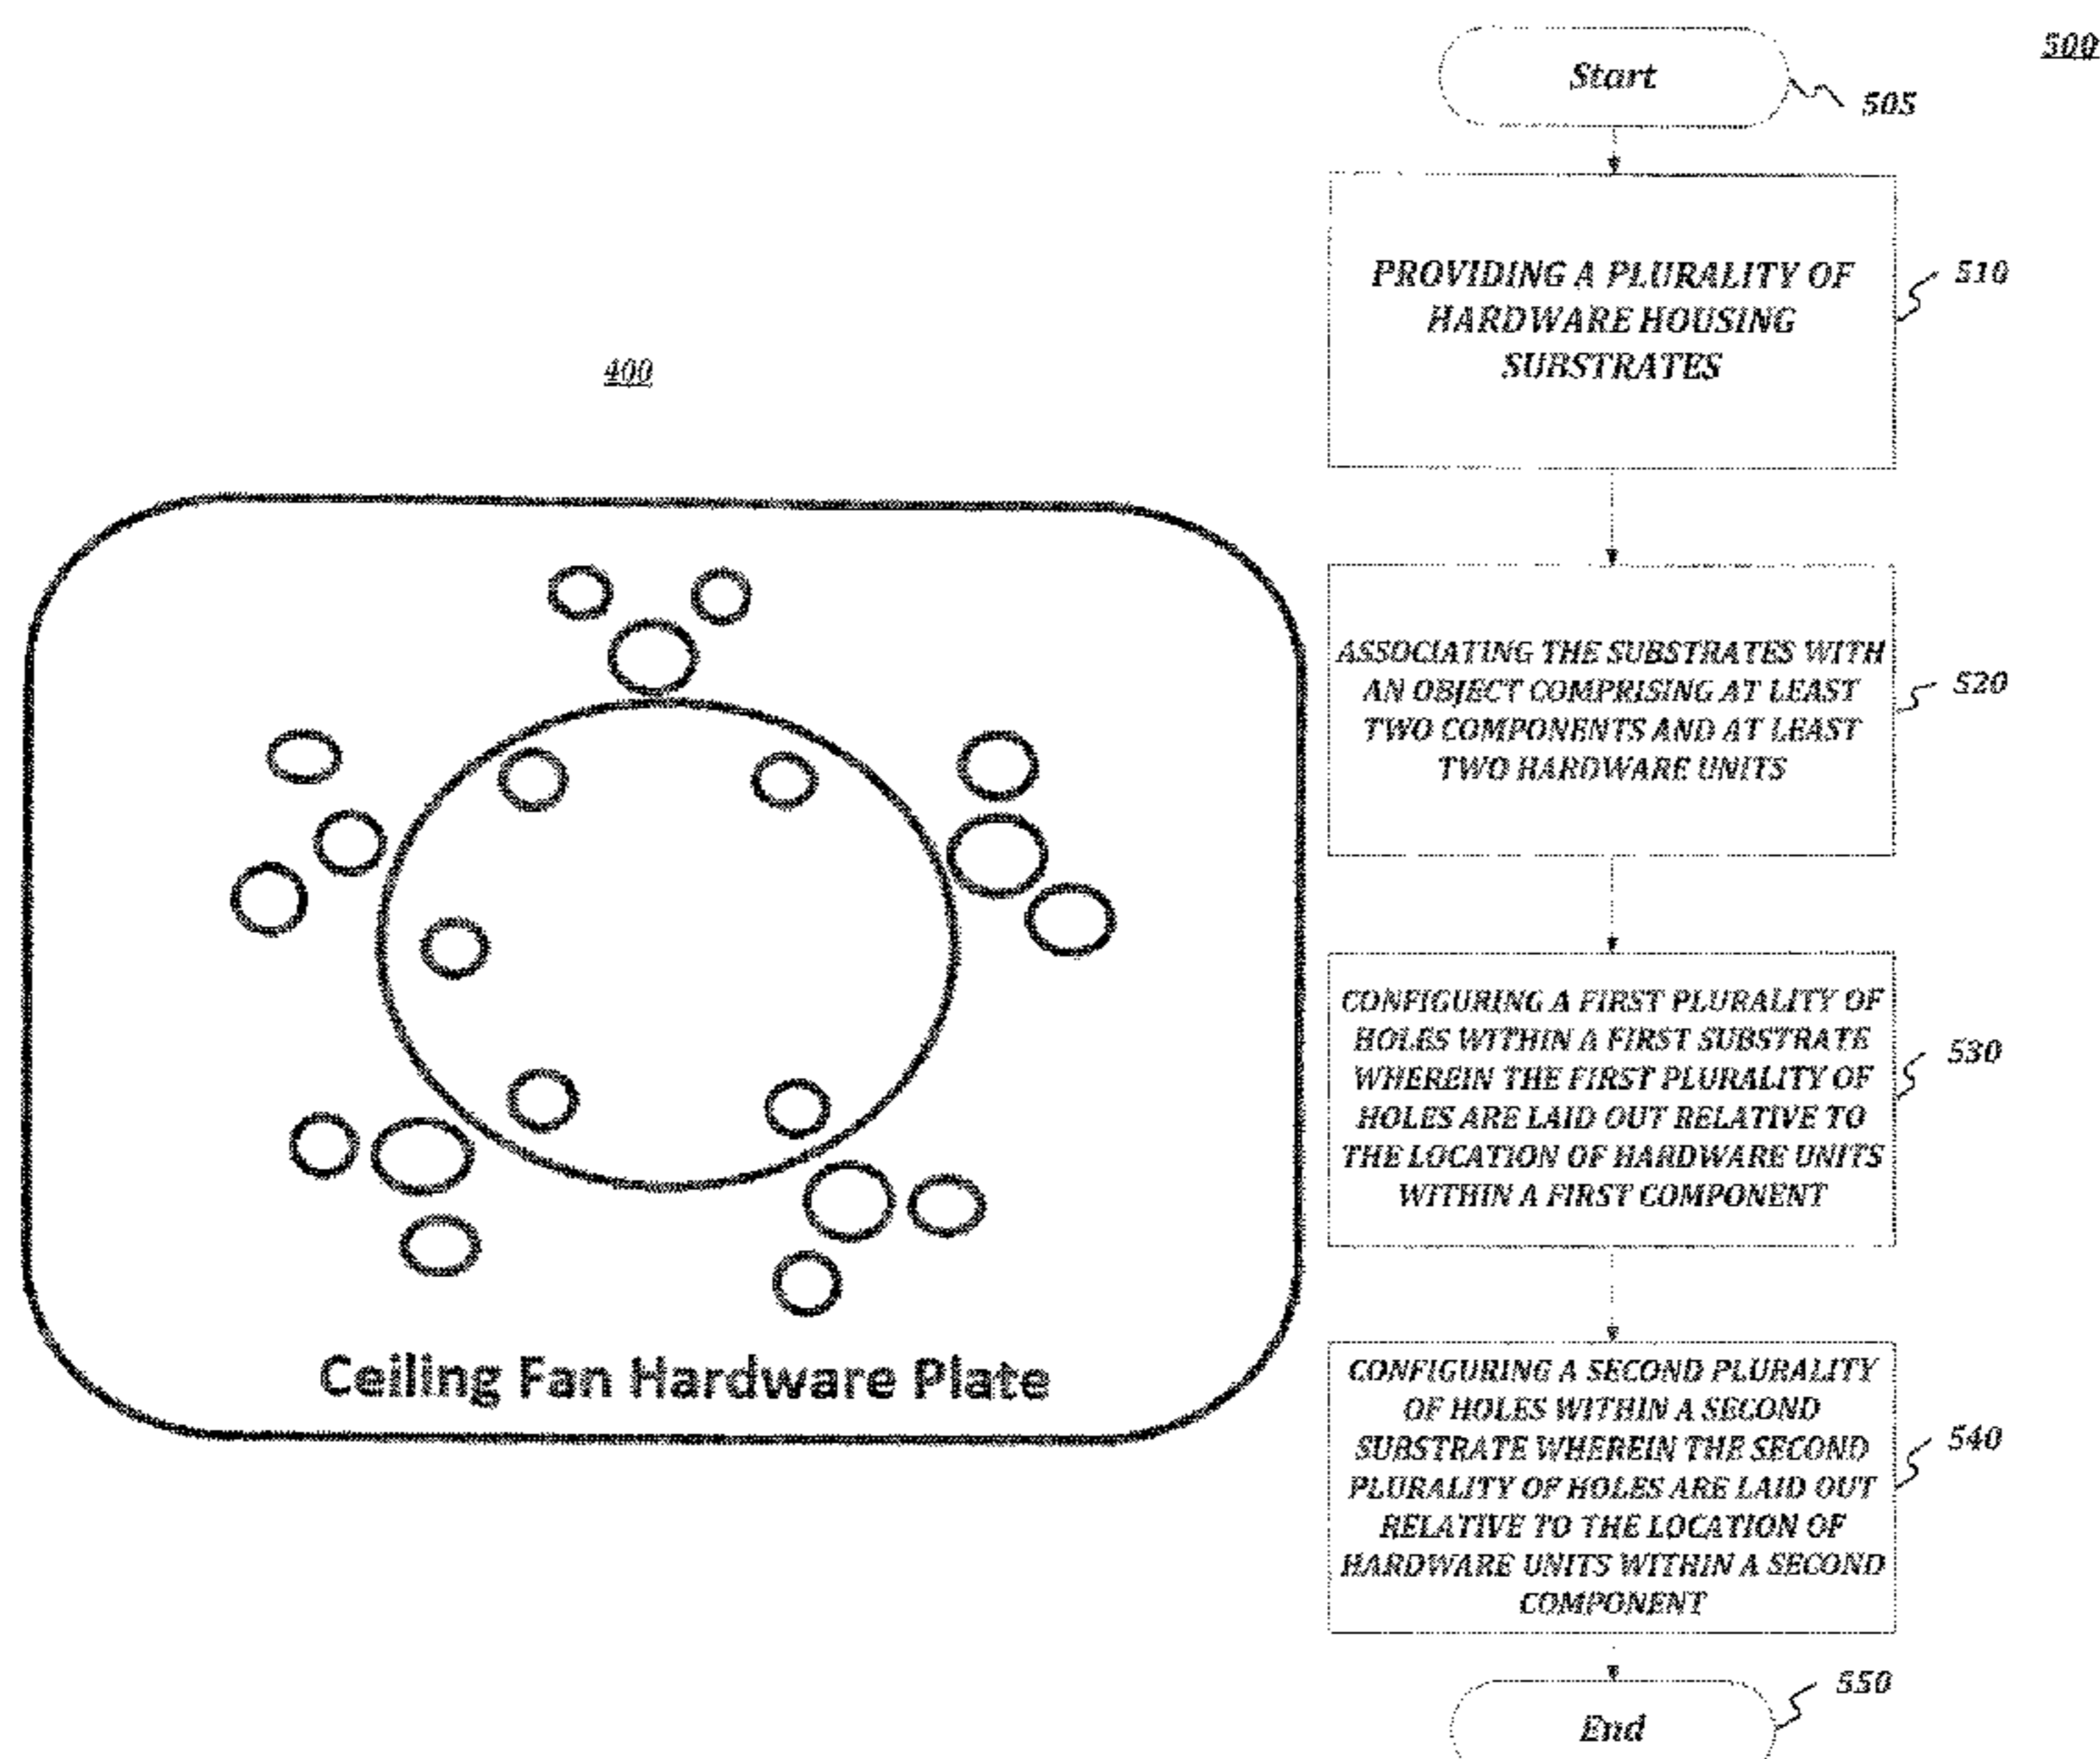 400
Ceiling Fan Hardware Plate
500
Start
505
PROVIDING A PLURALITY OF
HARDWARE HOUSING
SUBSTRATES
510
ASSOCIATING THE SUBSTRATES WITH
AN OBJECT COMPRISING AT LEAST
TWO COMPONENTS AND AT LEAST
TWO HARDWARE UNITS
520
CONFIGURING A FIRST PLURALITY OF
HOLES WITHIN A FIRST SUBSTRATE
WHEREIN THE FIRST PLURALITY OF
HOLES ARE LAID OUT RELATIVE TO
THE LOCATION OF HARDWARE UNITS
WITHIN A FIRST COMPONENT
530
CONFIGURING A SECOND PLURALITY
OF HOLES WITHIN A SECOND
SUBSTRATE WHEREIN THE SECOND
PLURALITY OF HOLES ARE LAID OUT
RELATIVE TO THE LOCATION OF
HARDWARE UNITS WITHIN A SECOND
COMPONENT
540
End
550